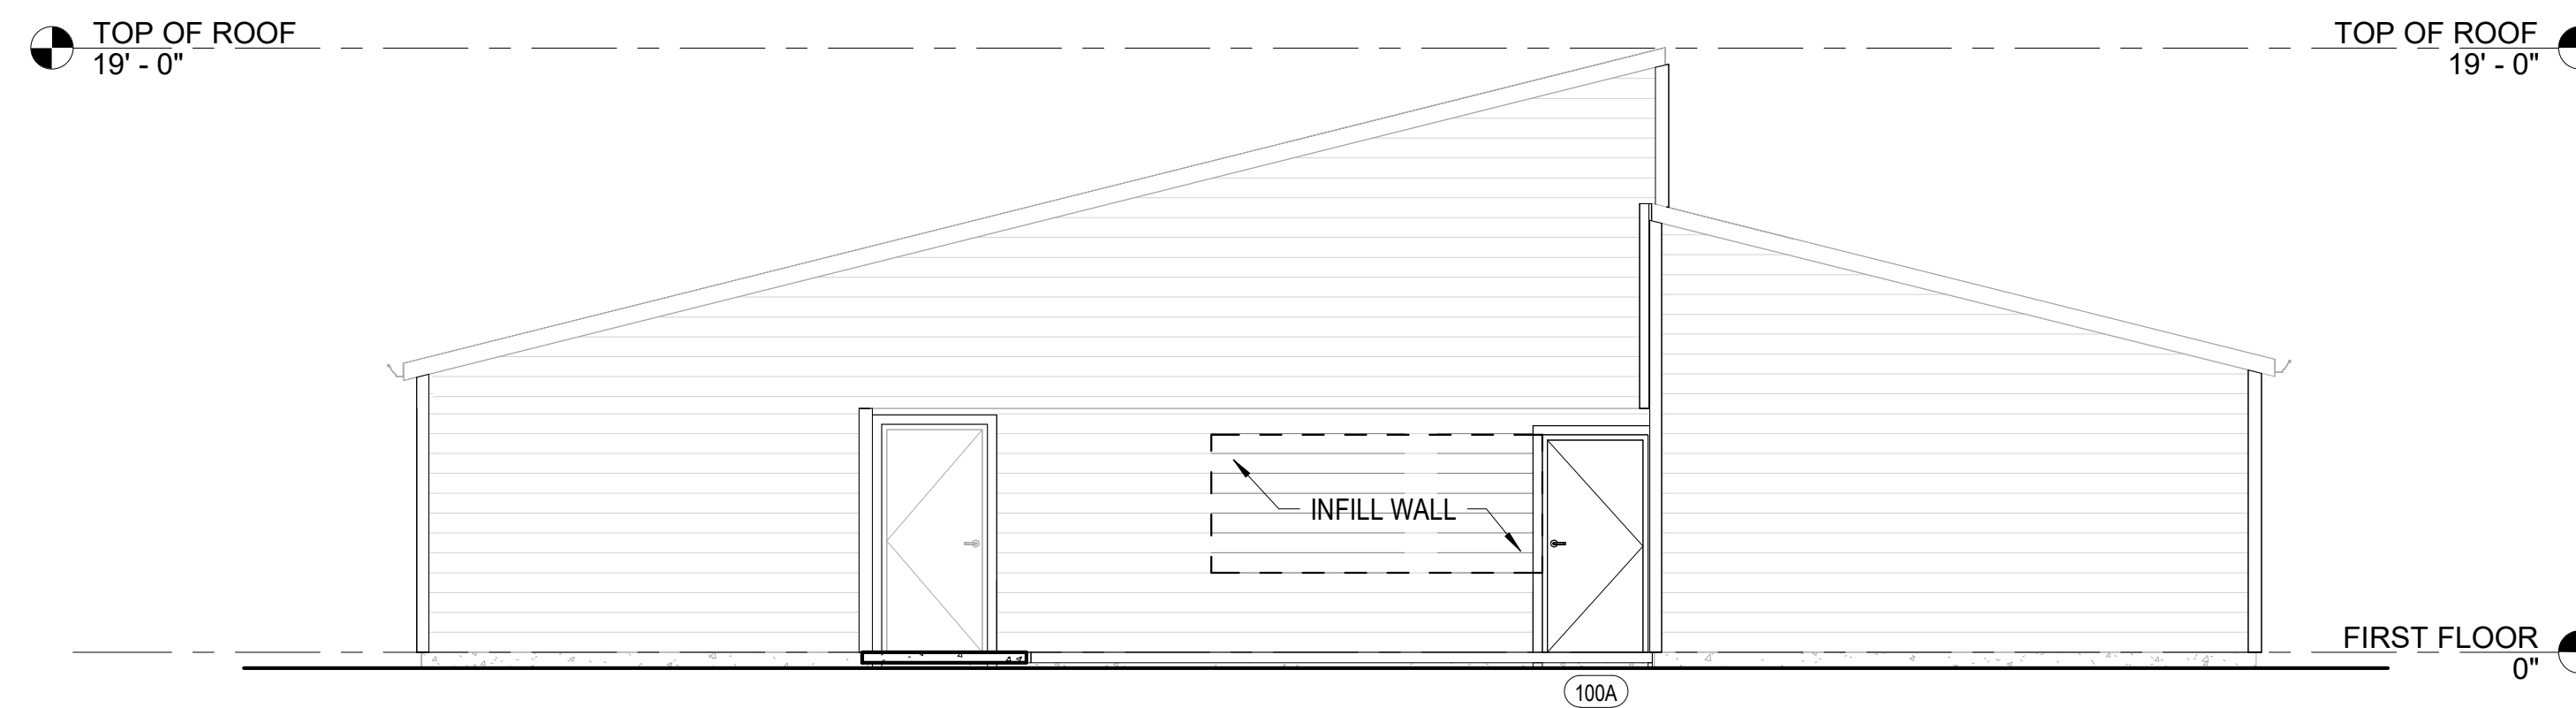 TOP OF ROOF
19' - 0"
TOP OF ROOF
19' - 0"
INFILL WALL
FIRST FLOOR
0"
100A